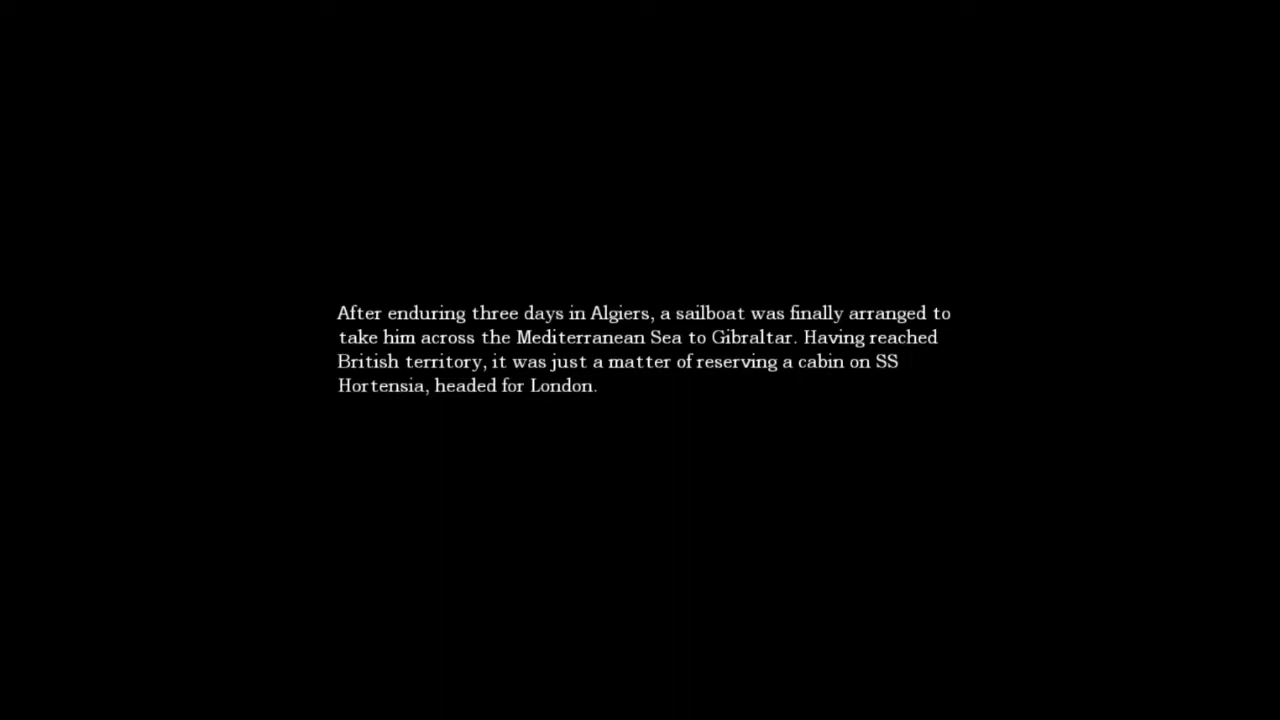 After enduring three days in Algiers, a sailboat was finally arranged to
take him across the Mediterranean Sea to Gibraltar. Having reached
British territory, it was just a matter of reserving a cabin on SS
Hortensia, headed for London.